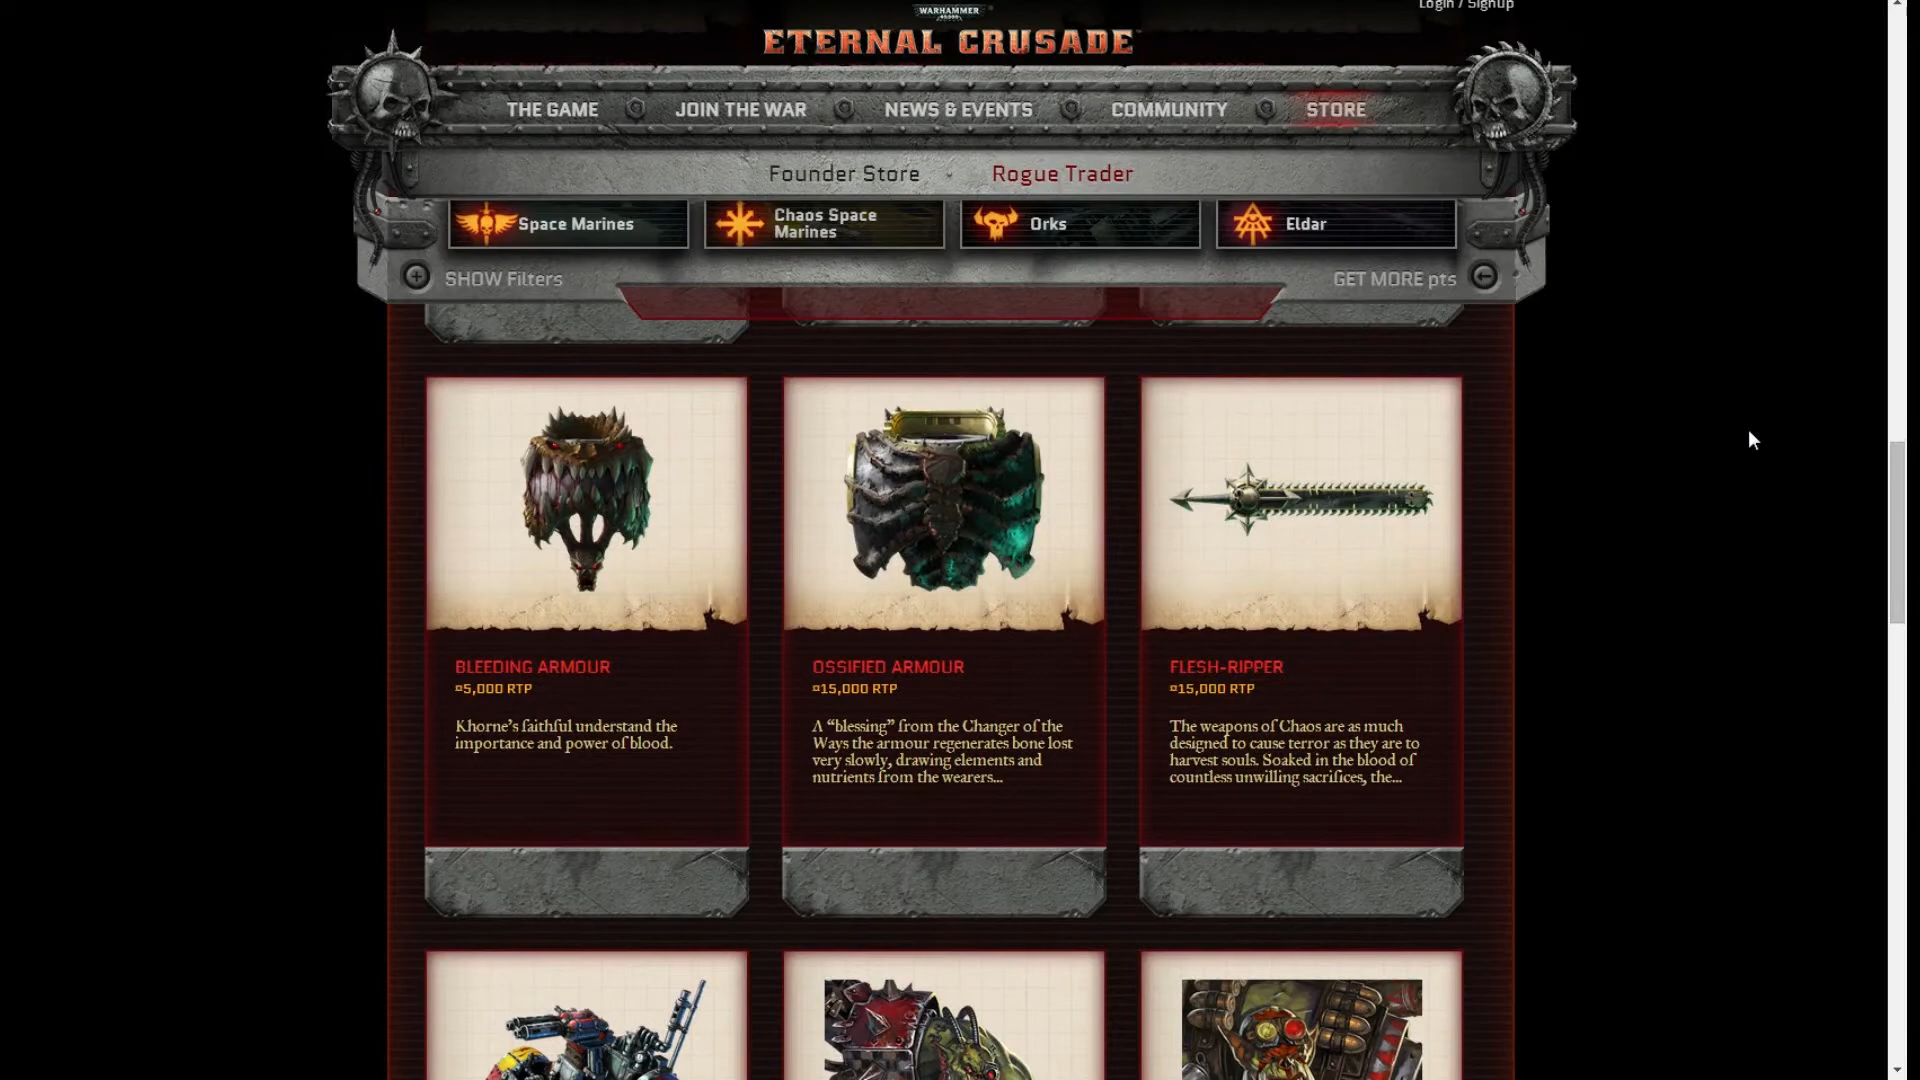 WARHAMMER
40,000
Login / Signup
ETERNAL CRUSADE
THE GAME
JOIN THE WAR
NEWS & EVENTS
COMMUNITY
STORE
Founder Store
Rogue Trader
Space Marines
Chaos Space
Marines
Orks
Eldar
SHOW Filters
GET MORE pts
BLEEDING ARMOUR
¤5,000 RTP
Khorne's faithful understand the
importance and power of blood.
OSSIFIED ARMOUR
¤15,000 RTP
A “blessing” from the Changer of the
Ways the armour regenerates bone lost
very slowly, drawing elements and
nutrients from the wearers...
FLESH-RIPPER
¤15,000 RTP
The weapons of Chaos are as much
designed to cause terror as they are to
harvest souls. Soaked in the blood of
countless unwilling sacrifices, the...